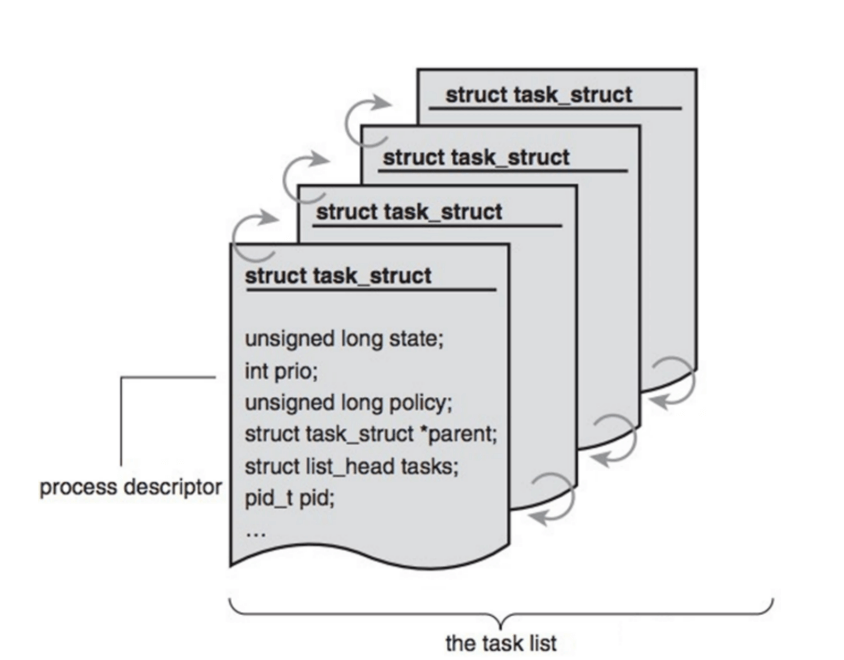 struct task_struct
struct task_struct
struct task_struct
struct task_struct
unsigned long state;
int prio;
unsigned long policy;
struct task_struct *parent;
struct list_head tasks;
pid_t pid;
...
process descriptor
the task list